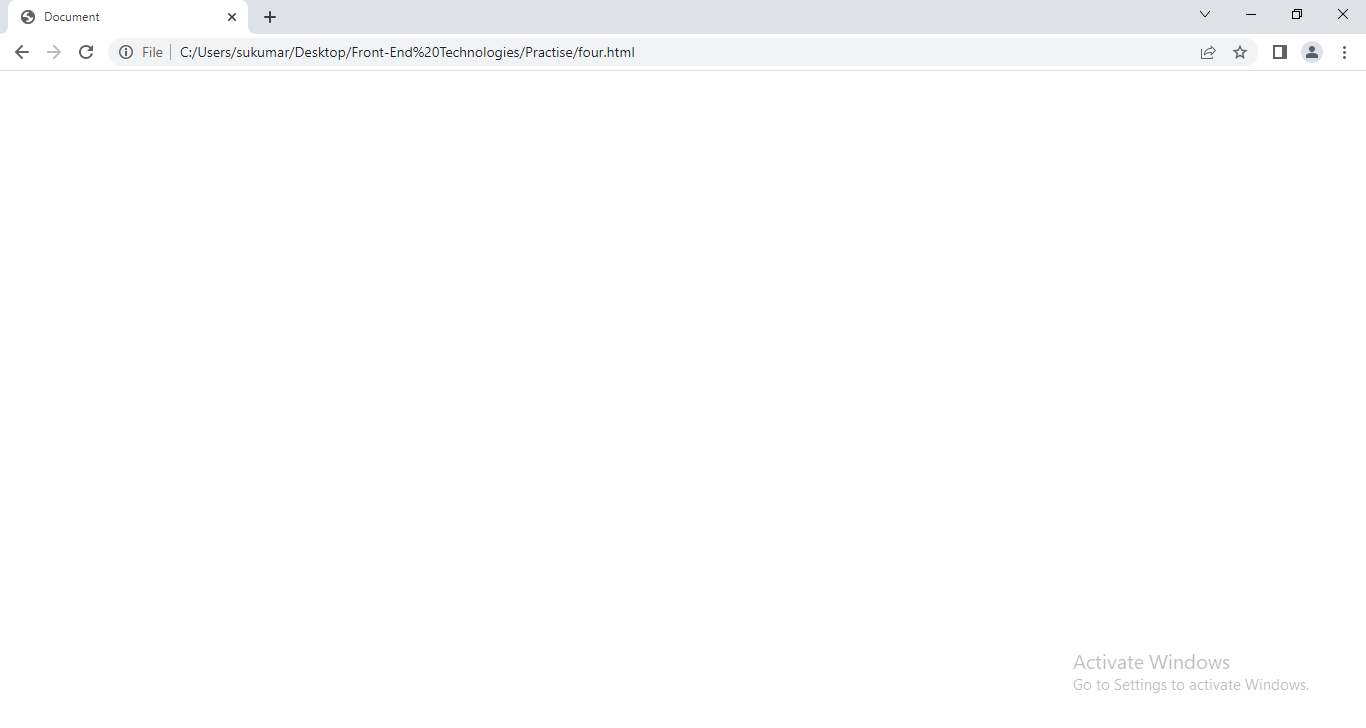 Document
File
C:/Users/sukumar/Desktop/Front-End%20Technologies/Practise/four.html
Activate Windows
Go to Settings to activate Windows.